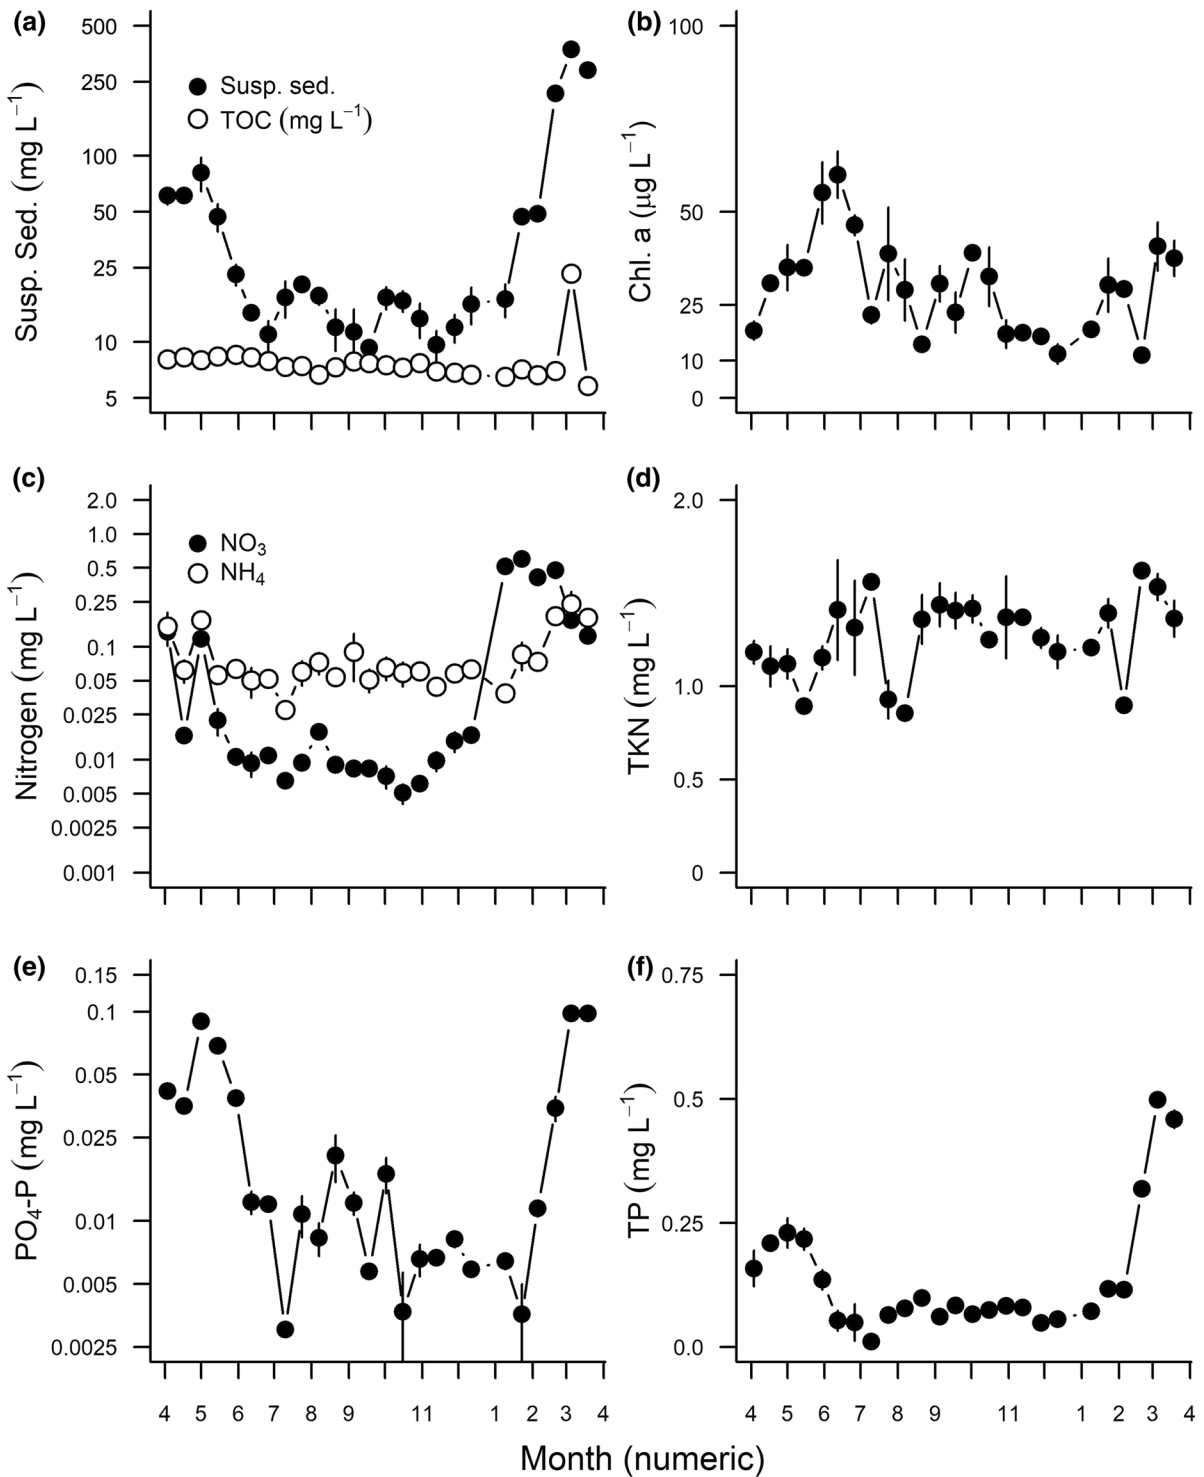 (a)
500
250
100
50
25
10
5
Susp. Sed. (mg L⁻¹)
Susp. sed.
TOC (mg L⁻¹)
(b)
100
50
25
10
0
Chl. a (µg L⁻¹)
(c)
2.0
1.0
0.5
0.25
0.1
0.05
0.025
0.01
0.005
0.0025
0.001
Nitrogen (mg L⁻¹)
NO₃
NH₄
(d)
2.0
1.0
0.5
0
TKN (mg L⁻¹)
(e)
0.15
0.1
0.05
0.025
0.01
0.005
0.0025
PO₄-P (mg L⁻¹)
4 5 6 7 8 9 11 1 2 3 4
(f)
0.75
0.5
0.25
0.0
TP (mg L⁻¹)
4 5 6 7 8 9 11 1 2 3 4
Month (numeric)